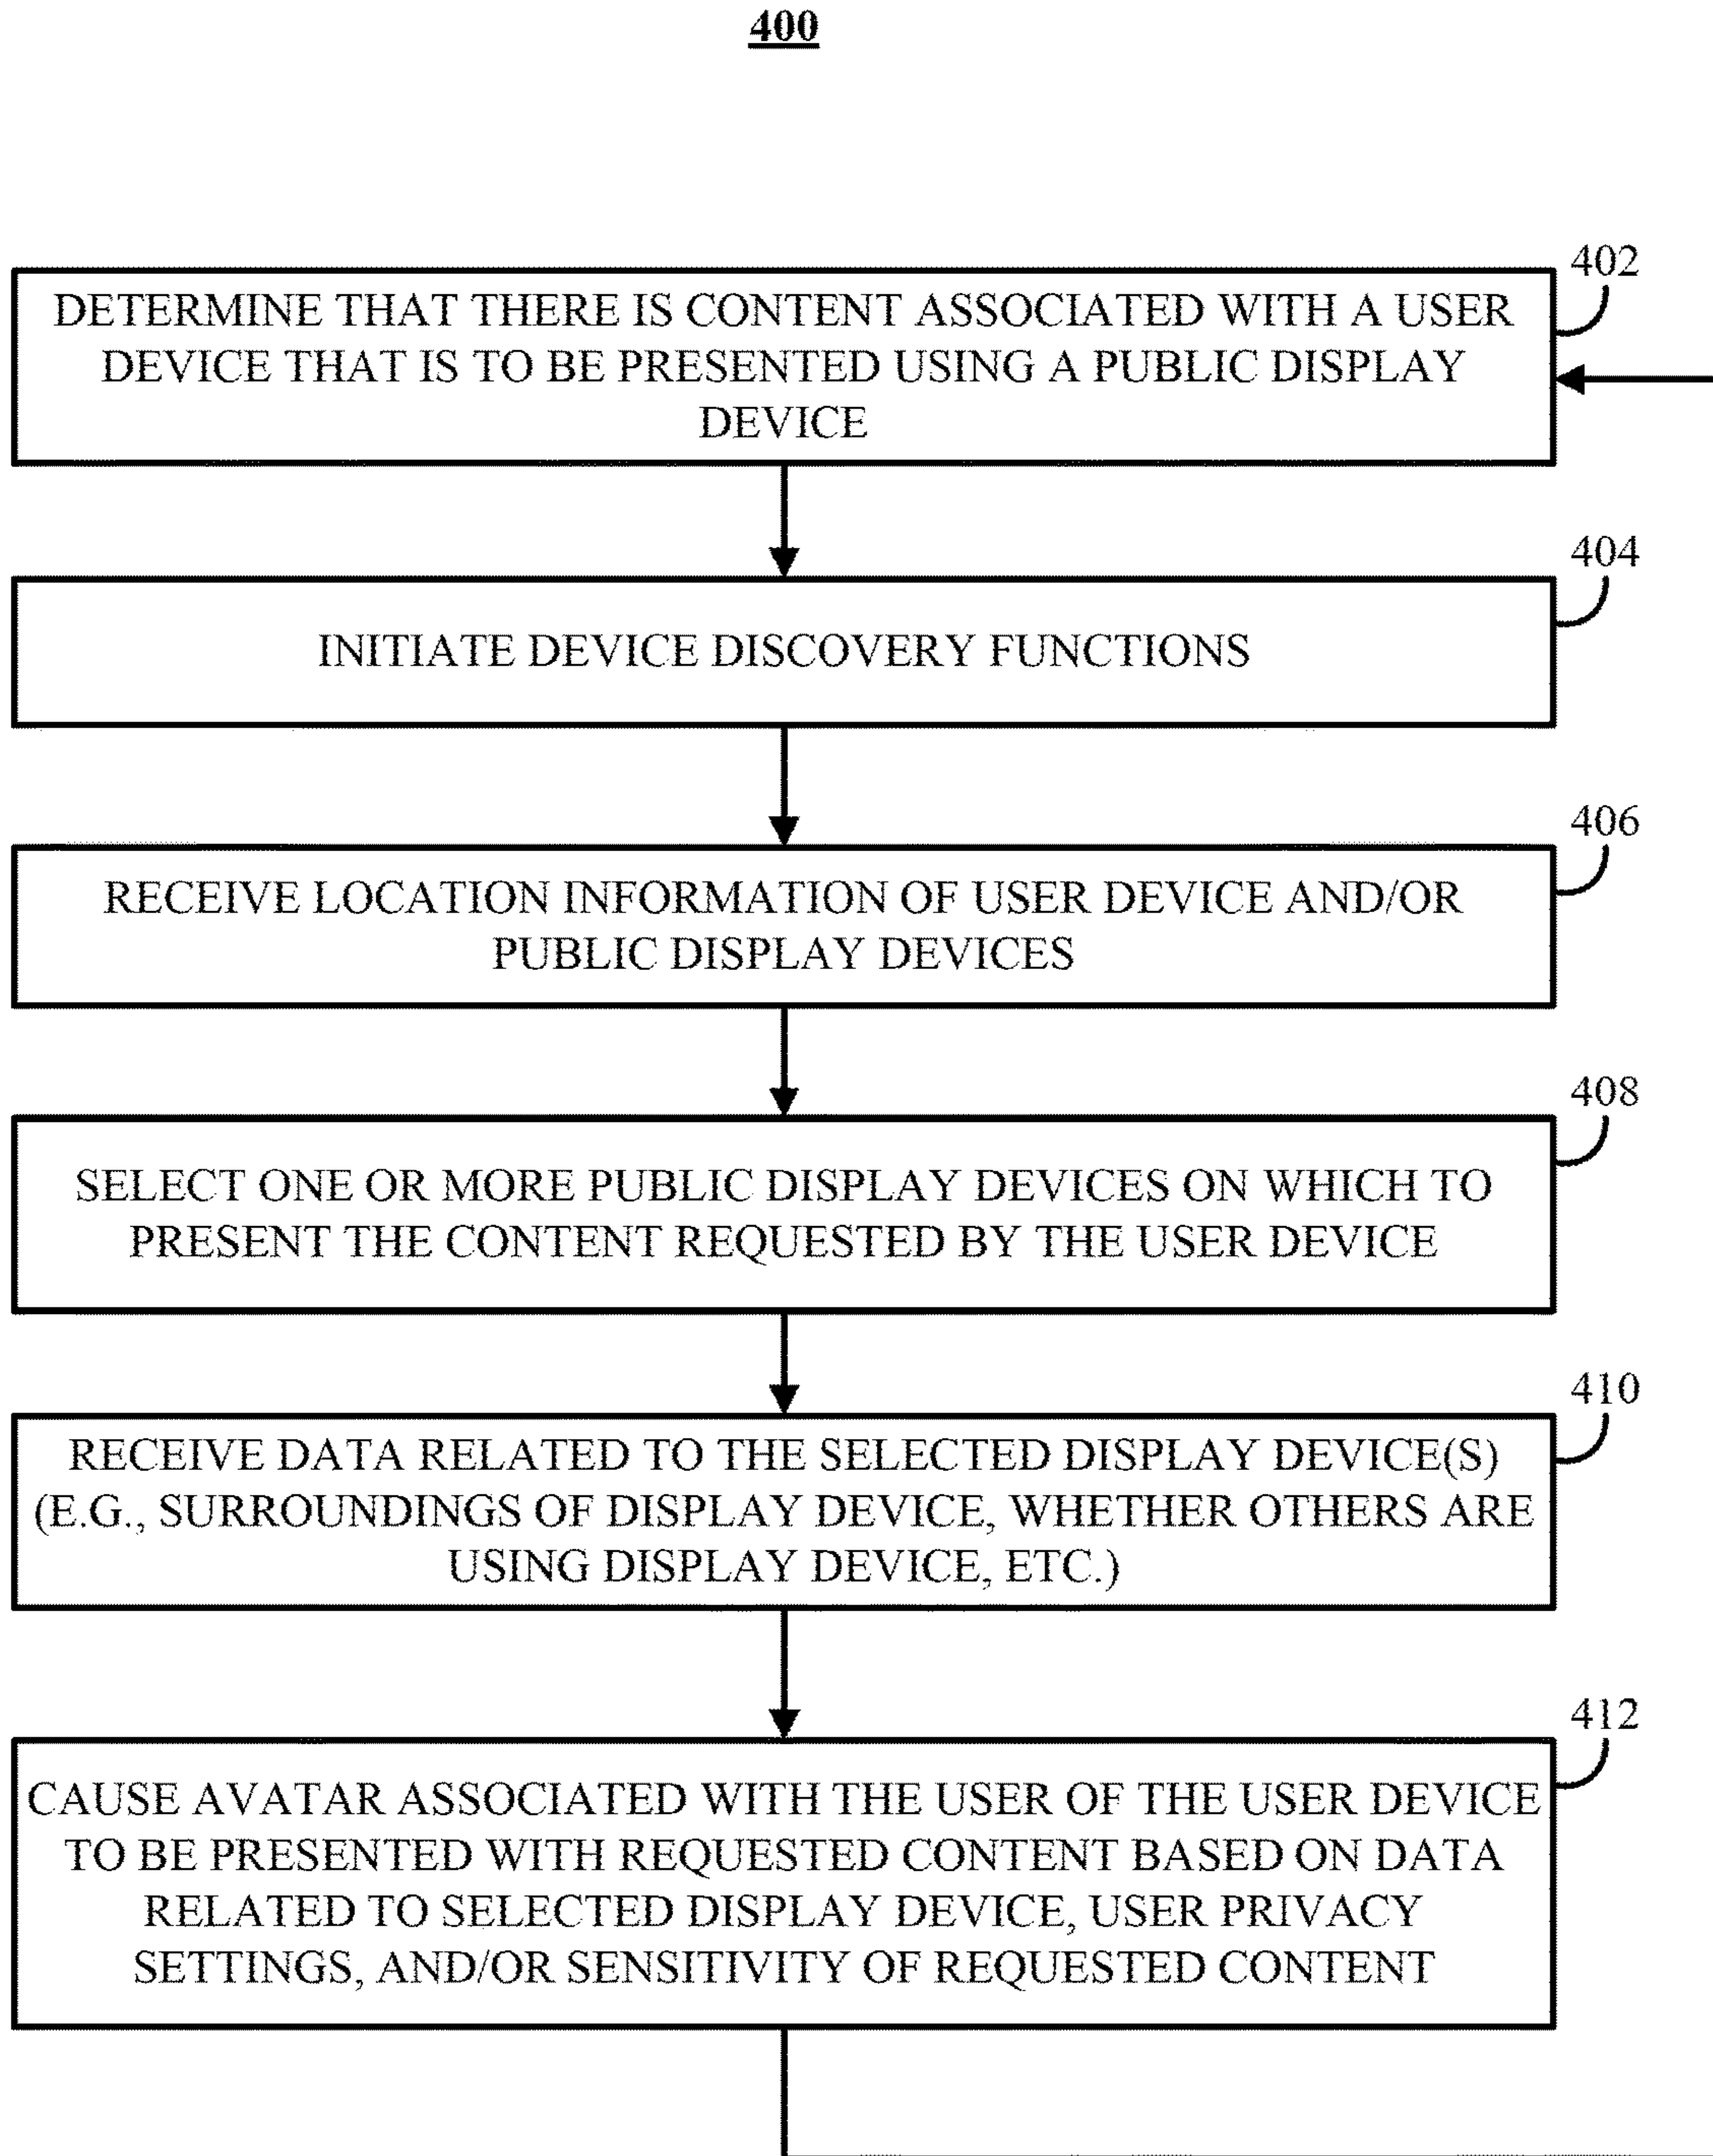 400
402
DETERMINE THAT THERE IS CONTENT ASSOCIATED WITH A USER
DEVICE THAT IS TO BE PRESENTED USING A PUBLIC DISPLAY
DEVICE
404
INITIATE DEVICE DISCOVERY FUNCTIONS
406
RECEIVE LOCATION INFORMATION OF USER DEVICE AND/OR
PUBLIC DISPLAY DEVICES
408
SELECT ONE OR MORE PUBLIC DISPLAY DEVICES ON WHICH TO
PRESENT THE CONTENT REQUESTED BY THE USER DEVICE
410
RECEIVE DATA RELATED TO THE SELECTED DISPLAY DEVICE(S)
(E.G., SURROUNDINGS OF DISPLAY DEVICE, WHETHER OTHERS ARE
USING DISPLAY DEVICE, ETC.)
412
CAUSE AVATAR ASSOCIATED WITH THE USER OF THE USER DEVICE
TO BE PRESENTED WITH REQUESTED CONTENT BASED ON DATA
RELATED TO SELECTED DISPLAY DEVICE, USER PRIVACY
SETTINGS, AND/OR SENSITIVITY OF REQUESTED CONTENT